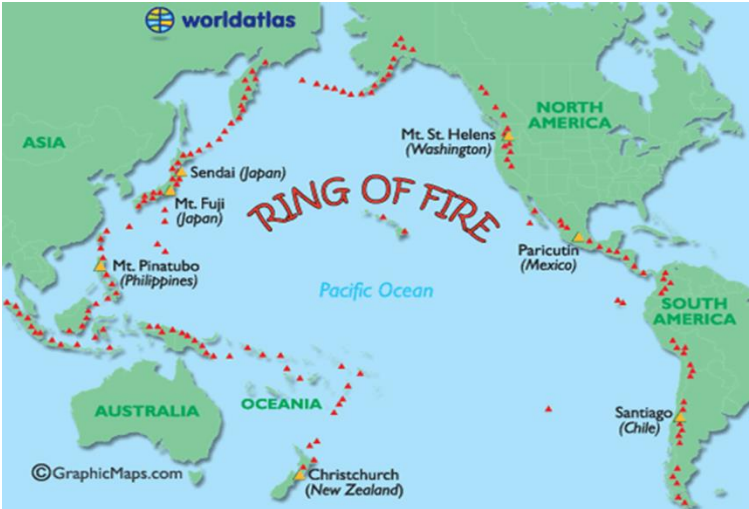 worldatlas
ASIA
NORTH
AMERICA
Mt. St. Helens
(Washington)
Sendai (Japan)
Mt. Fuji
(Japan)
RING OF FIRE
Paricutin
(Mexico)
Mt. Pinatubo
(Philippines)
Pacific Ocean
SOUTH
AMERICA
AUSTRALIA
OCEANIA
Santiago
(Chile)
©GraphicMaps.com
Christchurch
(New Zealand)